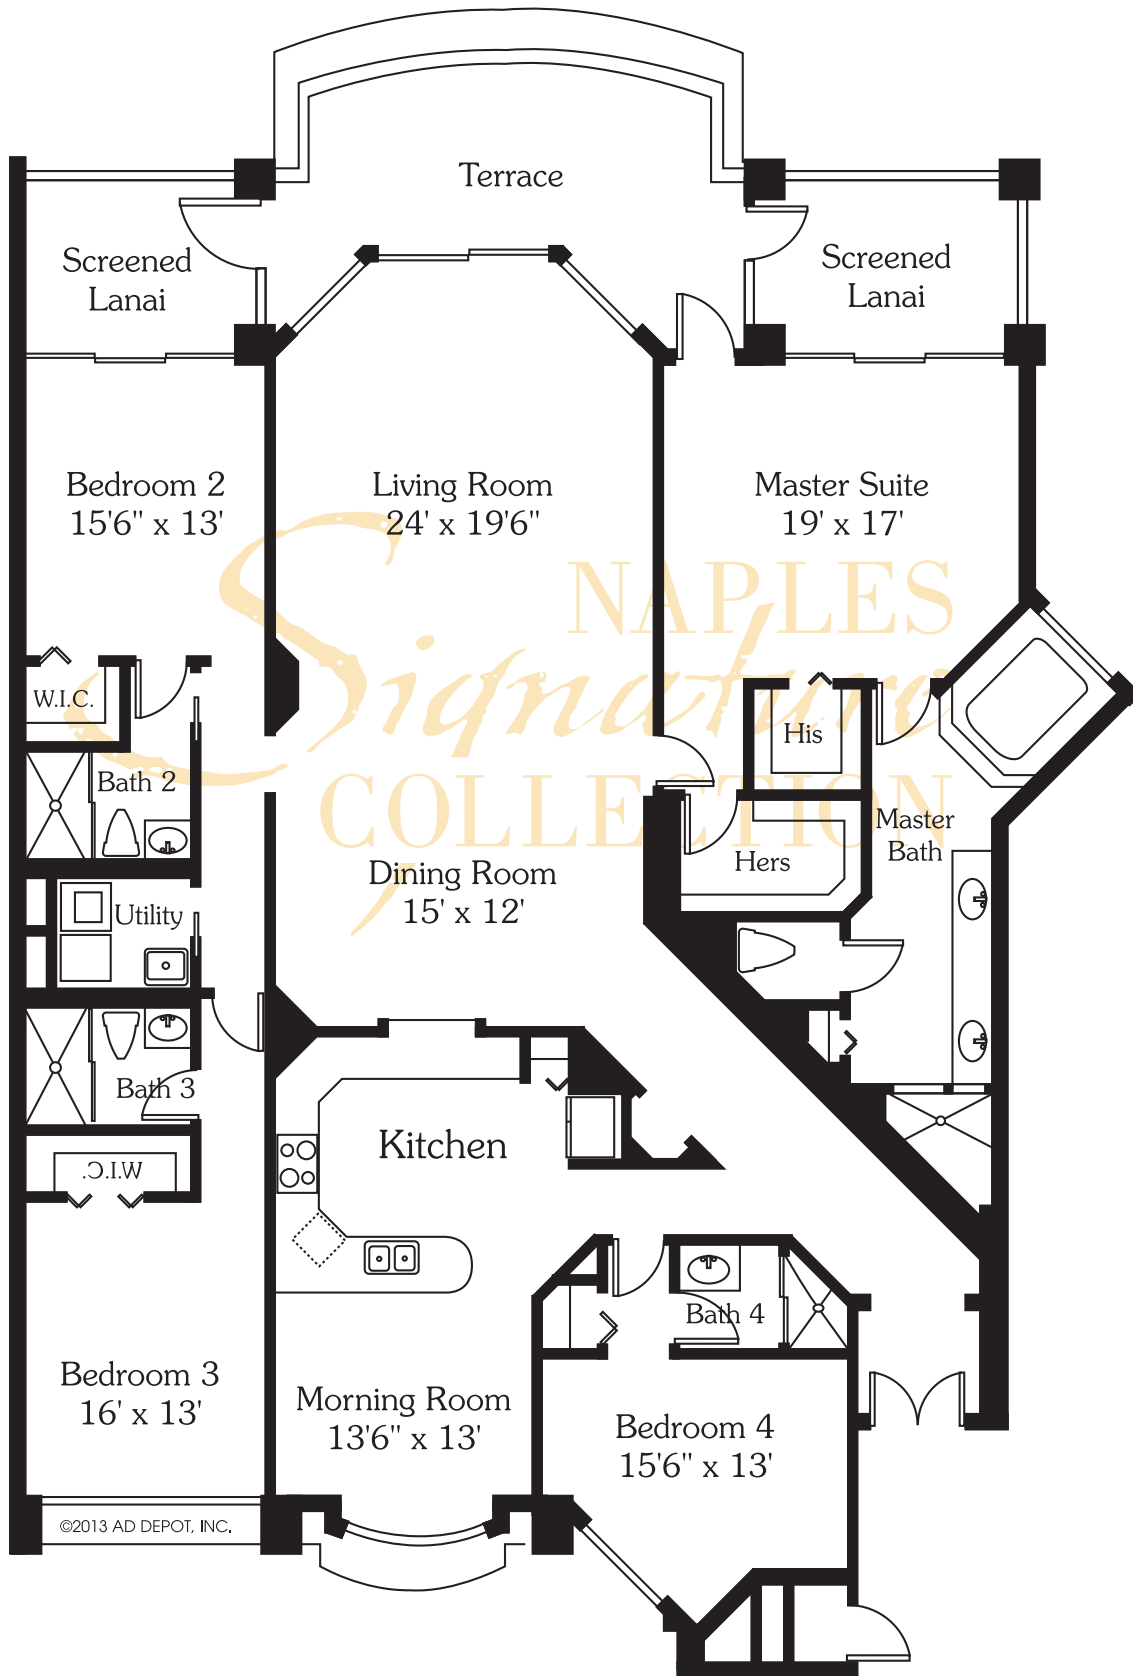 Terrace
Screened
Lanai
Screened
Lanai
Bedroom 2
15'6" x 13'
Living Room
24' x 19'6"
Master Suite
19' x 17'
NAPLES
Signature
COLLECTION
W.I.C.
His
Bath 2
Master
Bath
Hers
Dining Room
15' x 12'
Utility
Bath 3
Kitchen
W.I.C.
Bath 4
Bedroom 3
16' x 13'
Morning Room
13'6" x 13'
Bedroom 4
15'6" x 13'
©2013 AD DEPOT, INC.